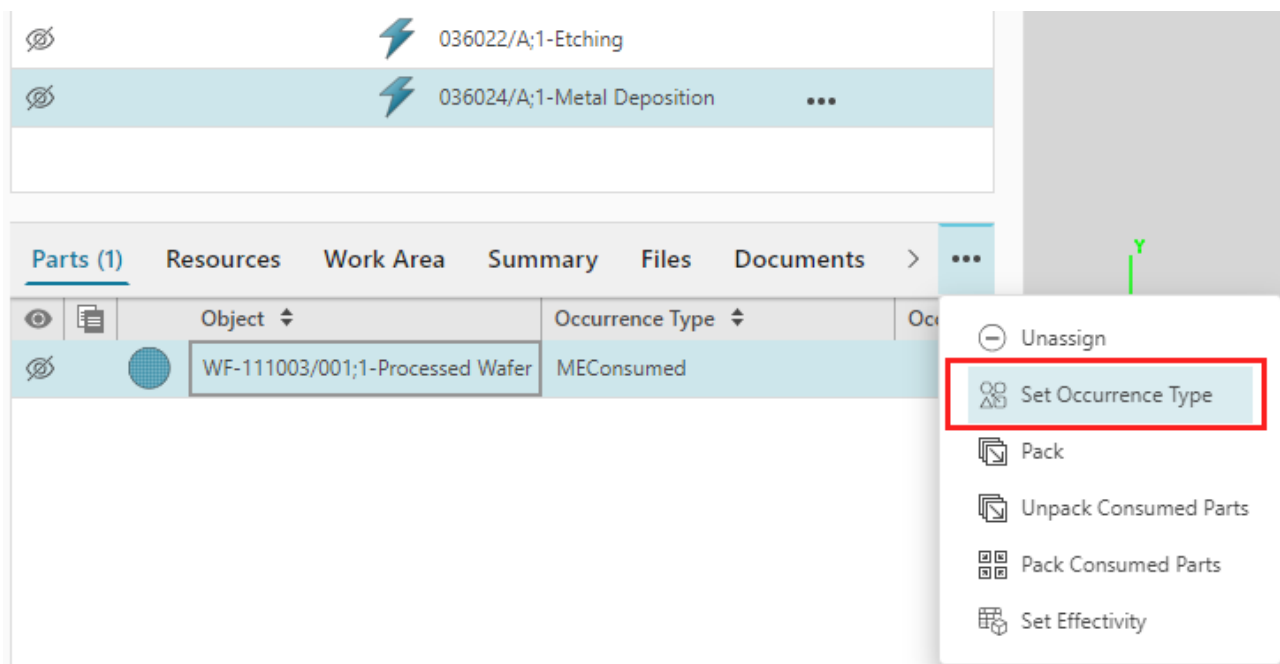 036022/A;1-Etching
036024/A;1-Metal Deposition
Parts (1) Resources Work Area Summary Files Documents
Object Occurrence Type
WF-111003/001;1-Processed Wafer MEConsumed
Unassign
Set Occurrence Type
Pack
Unpack Consumed Parts
Pack Consumed Parts
Set Effectivity
Y